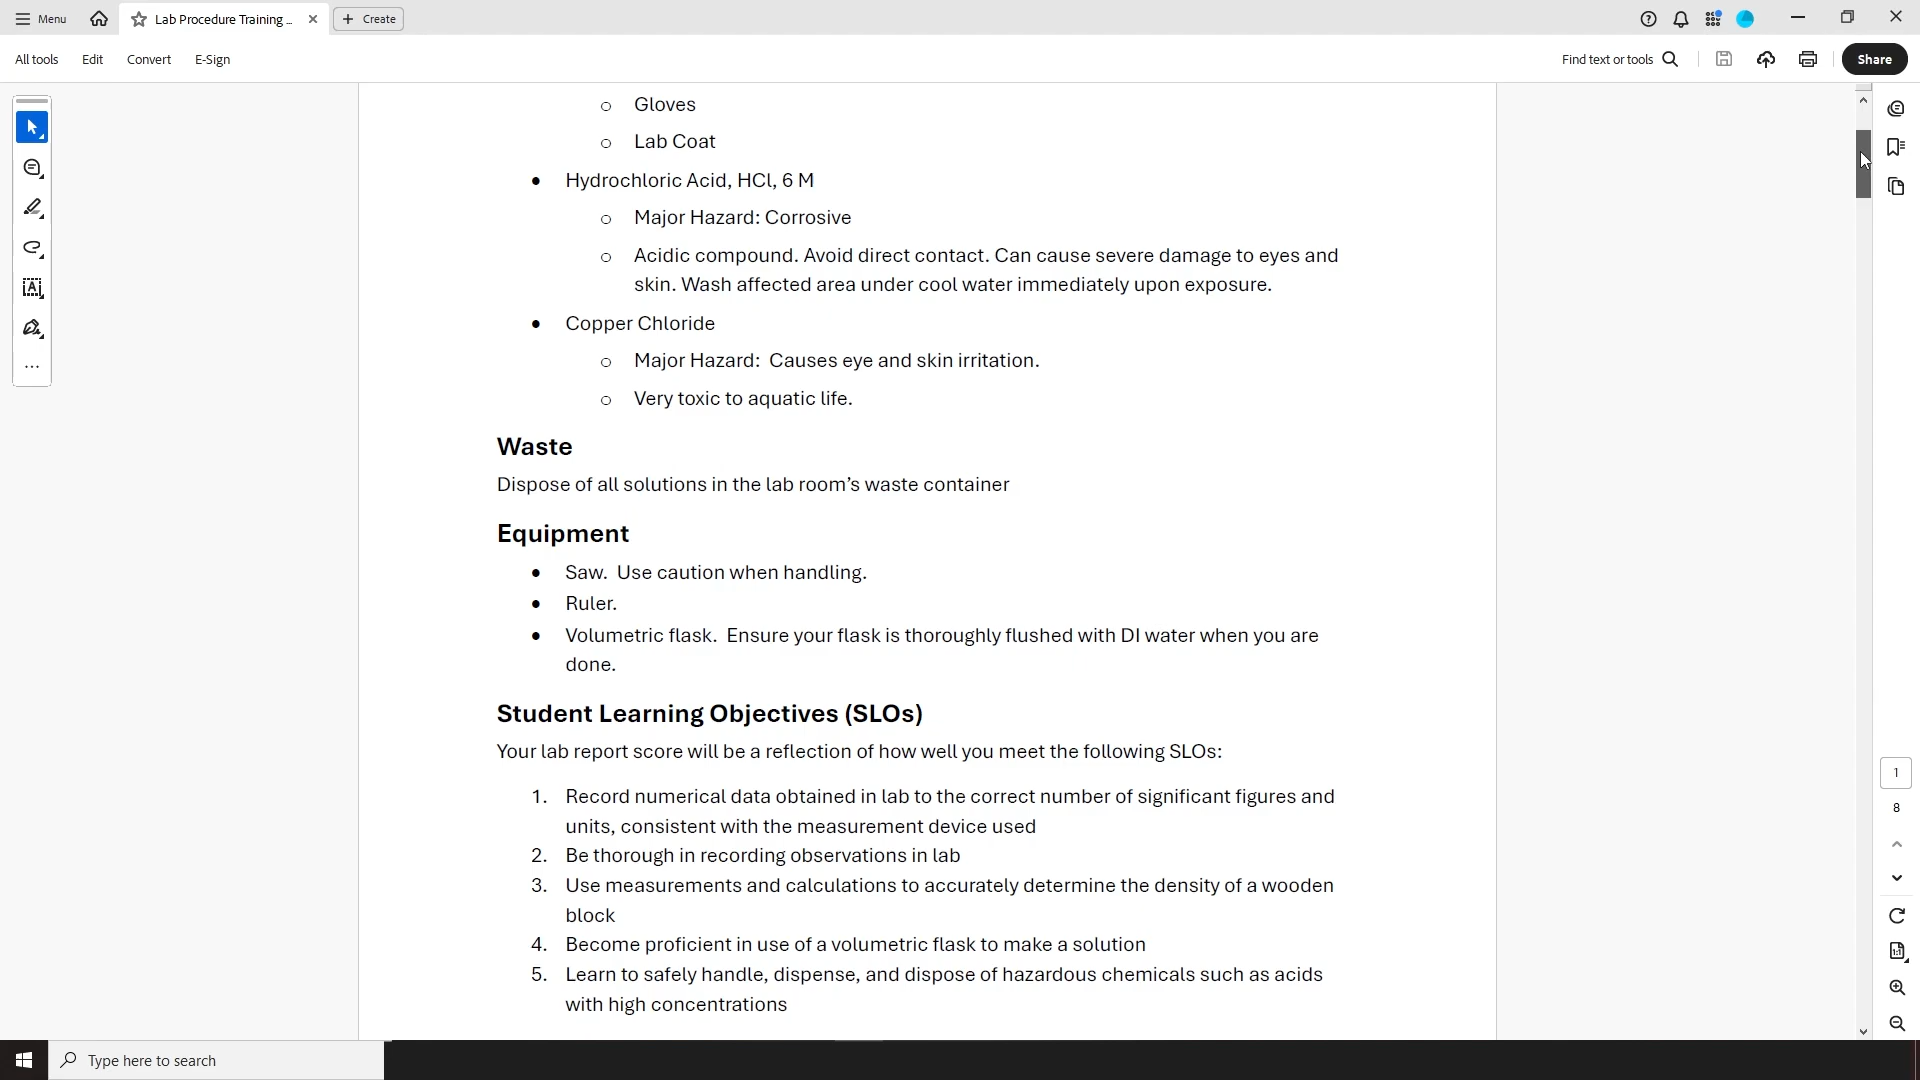 Menu
Lab Procedure Training ...
Create
All tools
Edit
Convert
E-Sign
Find text or tools
Share
o Gloves
o Lab Coat
• Hydrochloric Acid, HCl, 6 M
o Major Hazard: Corrosive
o Acidic compound. Avoid direct contact. Can cause severe damage to eyes and
skin. Wash affected area under cool water immediately upon exposure.
• Copper Chloride
o Major Hazard:  Causes eye and skin irritation.
o Very toxic to aquatic life.
Waste
Dispose of all solutions in the lab room’s waste container
Equipment
• Saw.  Use caution when handling.
• Ruler.
• Volumetric flask.  Ensure your flask is thoroughly flushed with DI water when you are
done.
Student Learning Objectives (SLOs)
Your lab report score will be a reflection of how well you meet the following SLOs:
1. Record numerical data obtained in lab to the correct number of significant figures and
units, consistent with the measurement device used
2. Be thorough in recording observations in lab
3. Use measurements and calculations to accurately determine the density of a wooden
block
4. Become proficient in use of a volumetric flask to make a solution
5. Learn to safely handle, dispense, and dispose of hazardous chemicals such as acids
with high concentrations
1
8
Type here to search